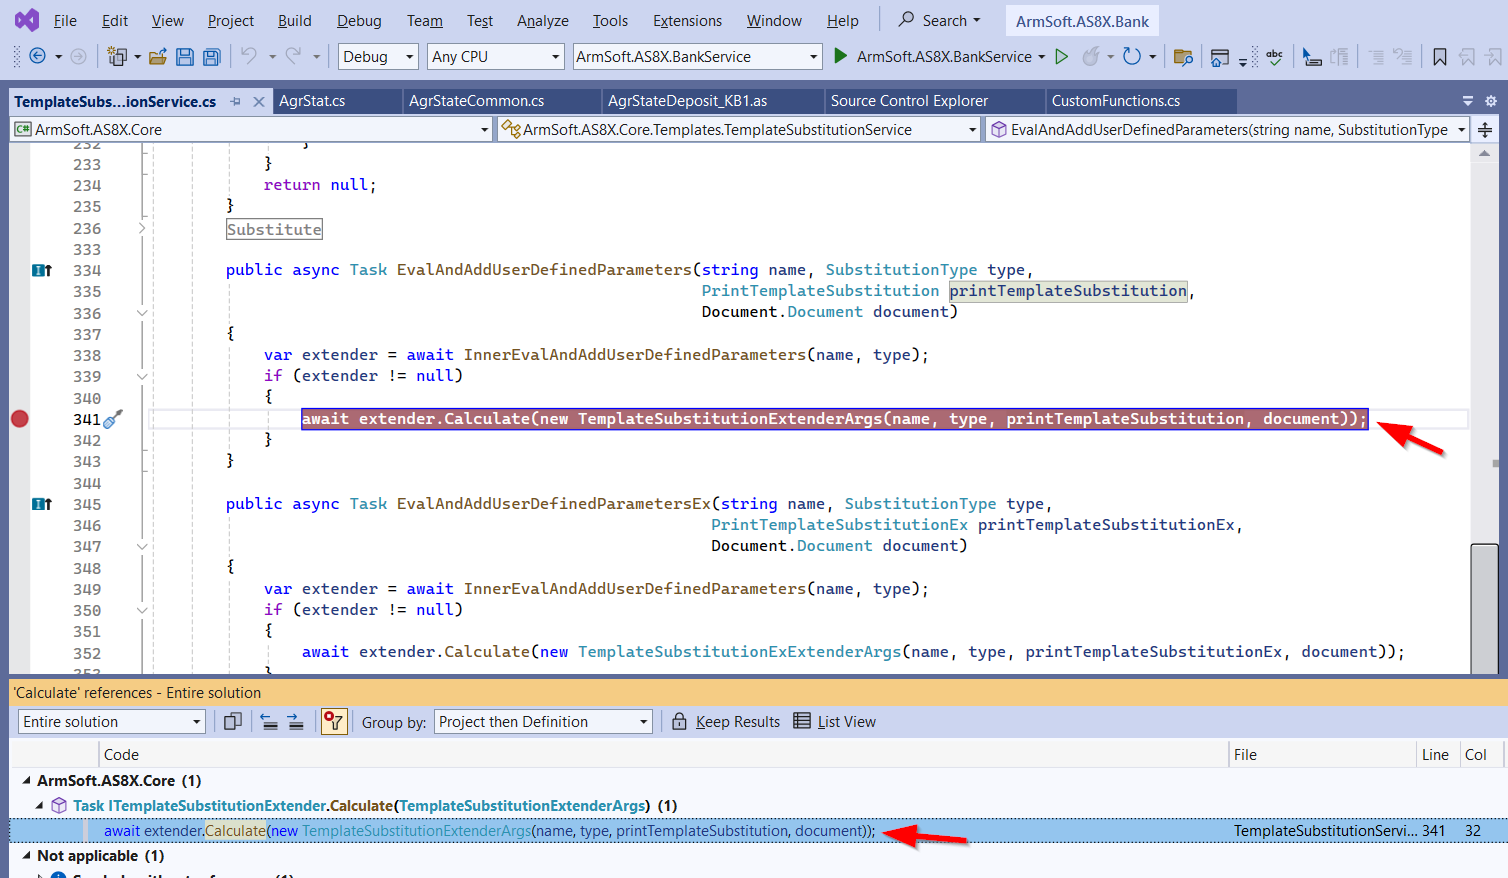 File Edit View Project Build Debug Team Test Analyze Tools Extensions Window Help Search ArmSoft.AS8X.Bank
Debug Any CPU ArmSoft.AS8X.BankService ArmSoft.AS8X.BankService abc
TemplateSubs...ionService.cs AgrStat.cs AgrStateCommon.cs AgrStateDeposit_KB1.as Source Control Explorer CustomFunctions.cs
C# ArmSoft.AS8X.Core ArmSoft.AS8X.Core.Templates.TemplateSubstitutionService EvalAndAddUserDefinedParameters(string name, SubstitutionType
232 }
233 }
234 return null;
235 }
236 Substitute
333
334 public async Task EvalAndAddUserDefinedParameters(string name, SubstitutionType type,
335 PrintTemplateSubstitution printTemplateSubstitution,
336 Document.Document document)
337 {
338 var extender = await InnerEvalAndAddUserDefinedParameters(name, type);
339 if (extender != null)
340 {
341 await extender.Calculate(new TemplateSubstitutionExtenderArgs(name, type, printTemplateSubstitution, document));
342 }
343 }
344
345 public async Task EvalAndAddUserDefinedParametersEx(string name, SubstitutionType type,
346 PrintTemplateSubstitutionEx printTemplateSubstitutionEx,
347 Document.Document document)
348 {
349 var extender = await InnerEvalAndAddUserDefinedParameters(name, type);
350 if (extender != null)
351 {
352 await extender.Calculate(new TemplateSubstitutionExExtenderArgs(name, type, printTemplateSubstitutionEx, document));
353 }
'Calculate' references - Entire solution
Entire solution Group by: Project then Definition Keep Results List View
Code File Line Col
ArmSoft.AS8X.Core (1)
Task ITemplateSubstitutionExtender.Calculate(TemplateSubstitutionExtenderArgs) (1)
await extender.Calculate(new TemplateSubstitutionExtenderArgs(name, type, printTemplateSubstitution, document)); TemplateSubstitutionServi... 341 32
Not applicable (1)